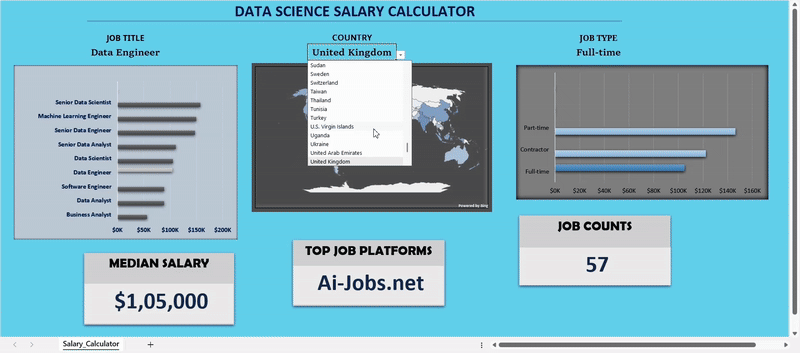 DATA SCIENCE SALARY CALCULATOR
JOB TITLE
Data Engineer
COUNTRY
United Kingdom
JOB TYPE
Full-time
Senior Data Scientist
Machine Learning Engineer
Senior Data Engineer
Senior Data Analyst
Data Scientist
Data Engineer
Software Engineer
Data Analyst
Business Analyst
$0K $50K $100K $150K $200K
Sudan
Sweden
Switzerland
Taiwan
Thailand
Tunisia
Turkey
U.S. Virgin Islands
Uganda
Ukraine
United Arab Emirates
United Kingdom
Powered by Bing
Part-time
Contractor
Full-time
$0K $20K $40K $60K $80K $100K $120K $140K $160K
MEDIAN SALARY
$1,05,000
TOP JOB PLATFORMS
Ai-Jobs.net
JOB COUNTS
57
Salary_Calculator